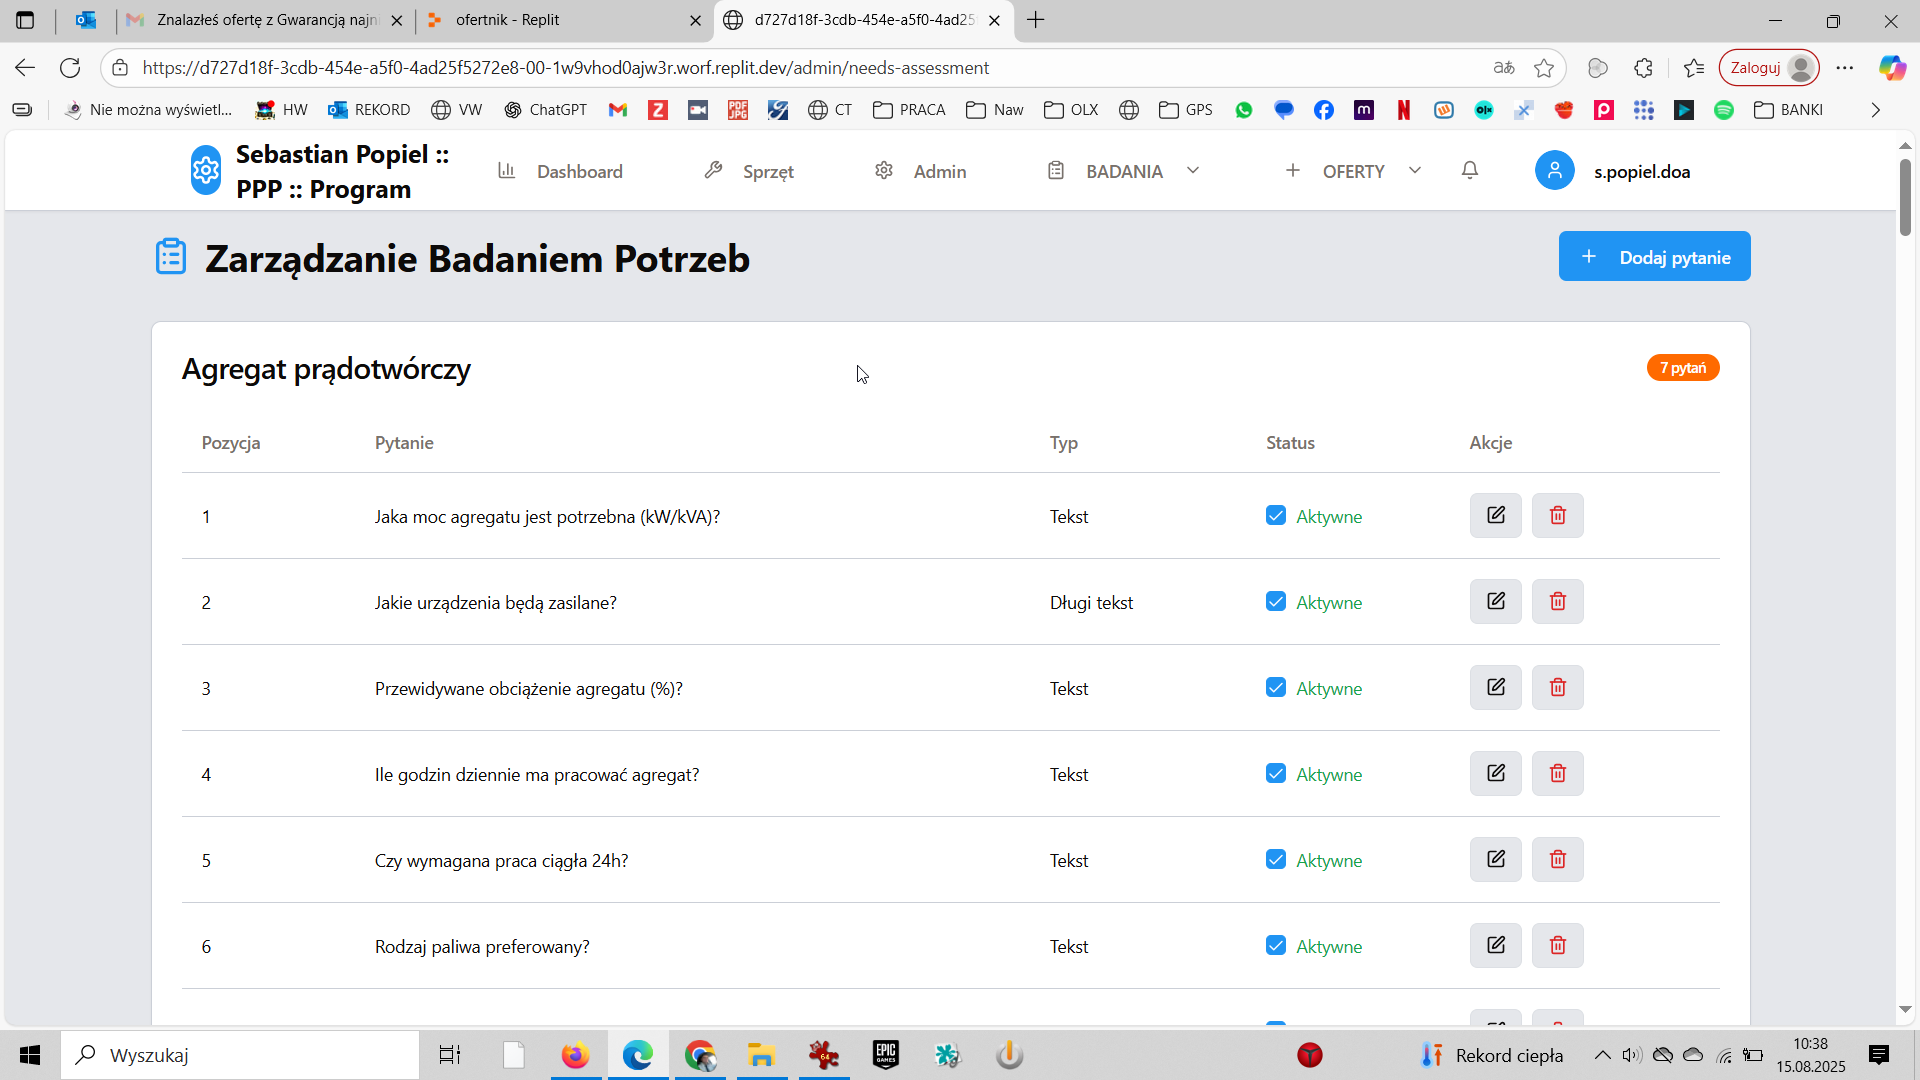 Znalazłeś ofertę z Gwarancją najni
ofertnik - Replit
d727d18f-3cdb-454e-a5f0-4ad25f
https://d727d18f-3cdb-454e-a5f0-4ad25f5272e8-00-1w9vhod0ajw3r.worf.replit.dev/admin/needs-assessment
Zaloguj
Nie można wyświetl...
HW
REKORD
VW
ChatGPT
CT
PRACA
Naw
OLX
GPS
BANKI
Sebastian Popiel ::
PPP :: Program
Dashboard
Sprzęt
Admin
BADANIA
OFERTY
s.popiel.doa
Zarządzanie Badaniem Potrzeb
Dodaj pytanie
Agregat prądotwórczy
7 pytań
Pozycja Pytanie Typ Status Akcje
1 Jaka moc agregatu jest potrzebna (kW/kVA)? Tekst Aktywne
2 Jakie urządzenia będą zasilane? Długi tekst Aktywne
3 Przewidywane obciążenie agregatu (%)? Tekst Aktywne
4 Ile godzin dziennie ma pracować agregat? Tekst Aktywne
5 Czy wymagana praca ciągła 24h? Tekst Aktywne
6 Rodzaj paliwa preferowany? Tekst Aktywne
Wyszukaj
64
EPIC GAMES
Rekord ciepła
10:38
15.08.2025